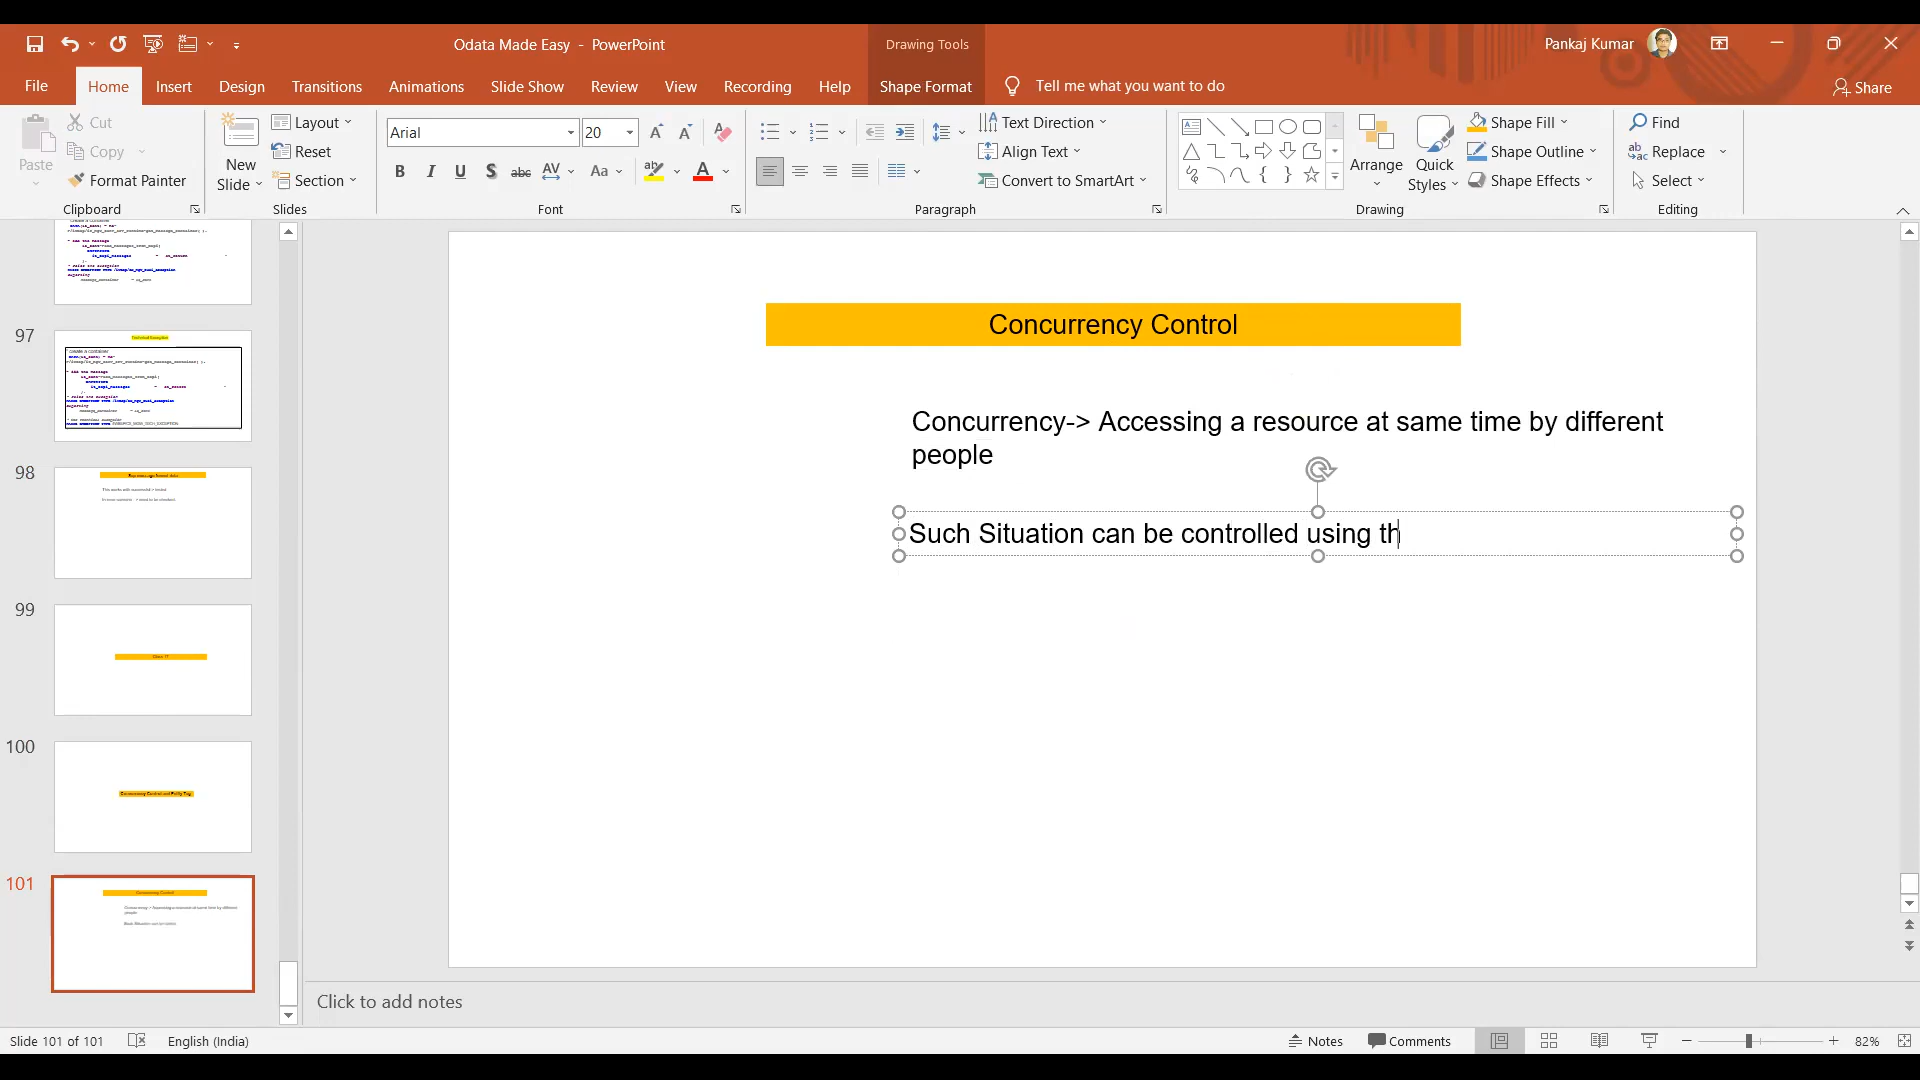 Odata Made Easy - PowerPoint
Drawing Tools
Pankaj Kumar
File Home Insert Design Transitions Animations Slide Show Review View Recording Help Shape Format Tell me what you want to do Share
Paste
Cut
Copy
Format Painter
Clipboard
New Slide
Layout
Reset
Section
Slides
Arial 20
B I U S abc AV Aa A
Font
Text Direction
Align Text
Convert to SmartArt
Paragraph
Arrange
Quick Styles
Shape Fill
Shape Outline
Shape Effects
Drawing
Find
Replace
Select
Editing
97
98
99
100
101
Concurrency Control
Concurrency-> Accessing a resource at same time by different
people
Such Situation can be controlled using th
Click to add notes
Slide 101 of 101 English (India) Notes Comments 82%